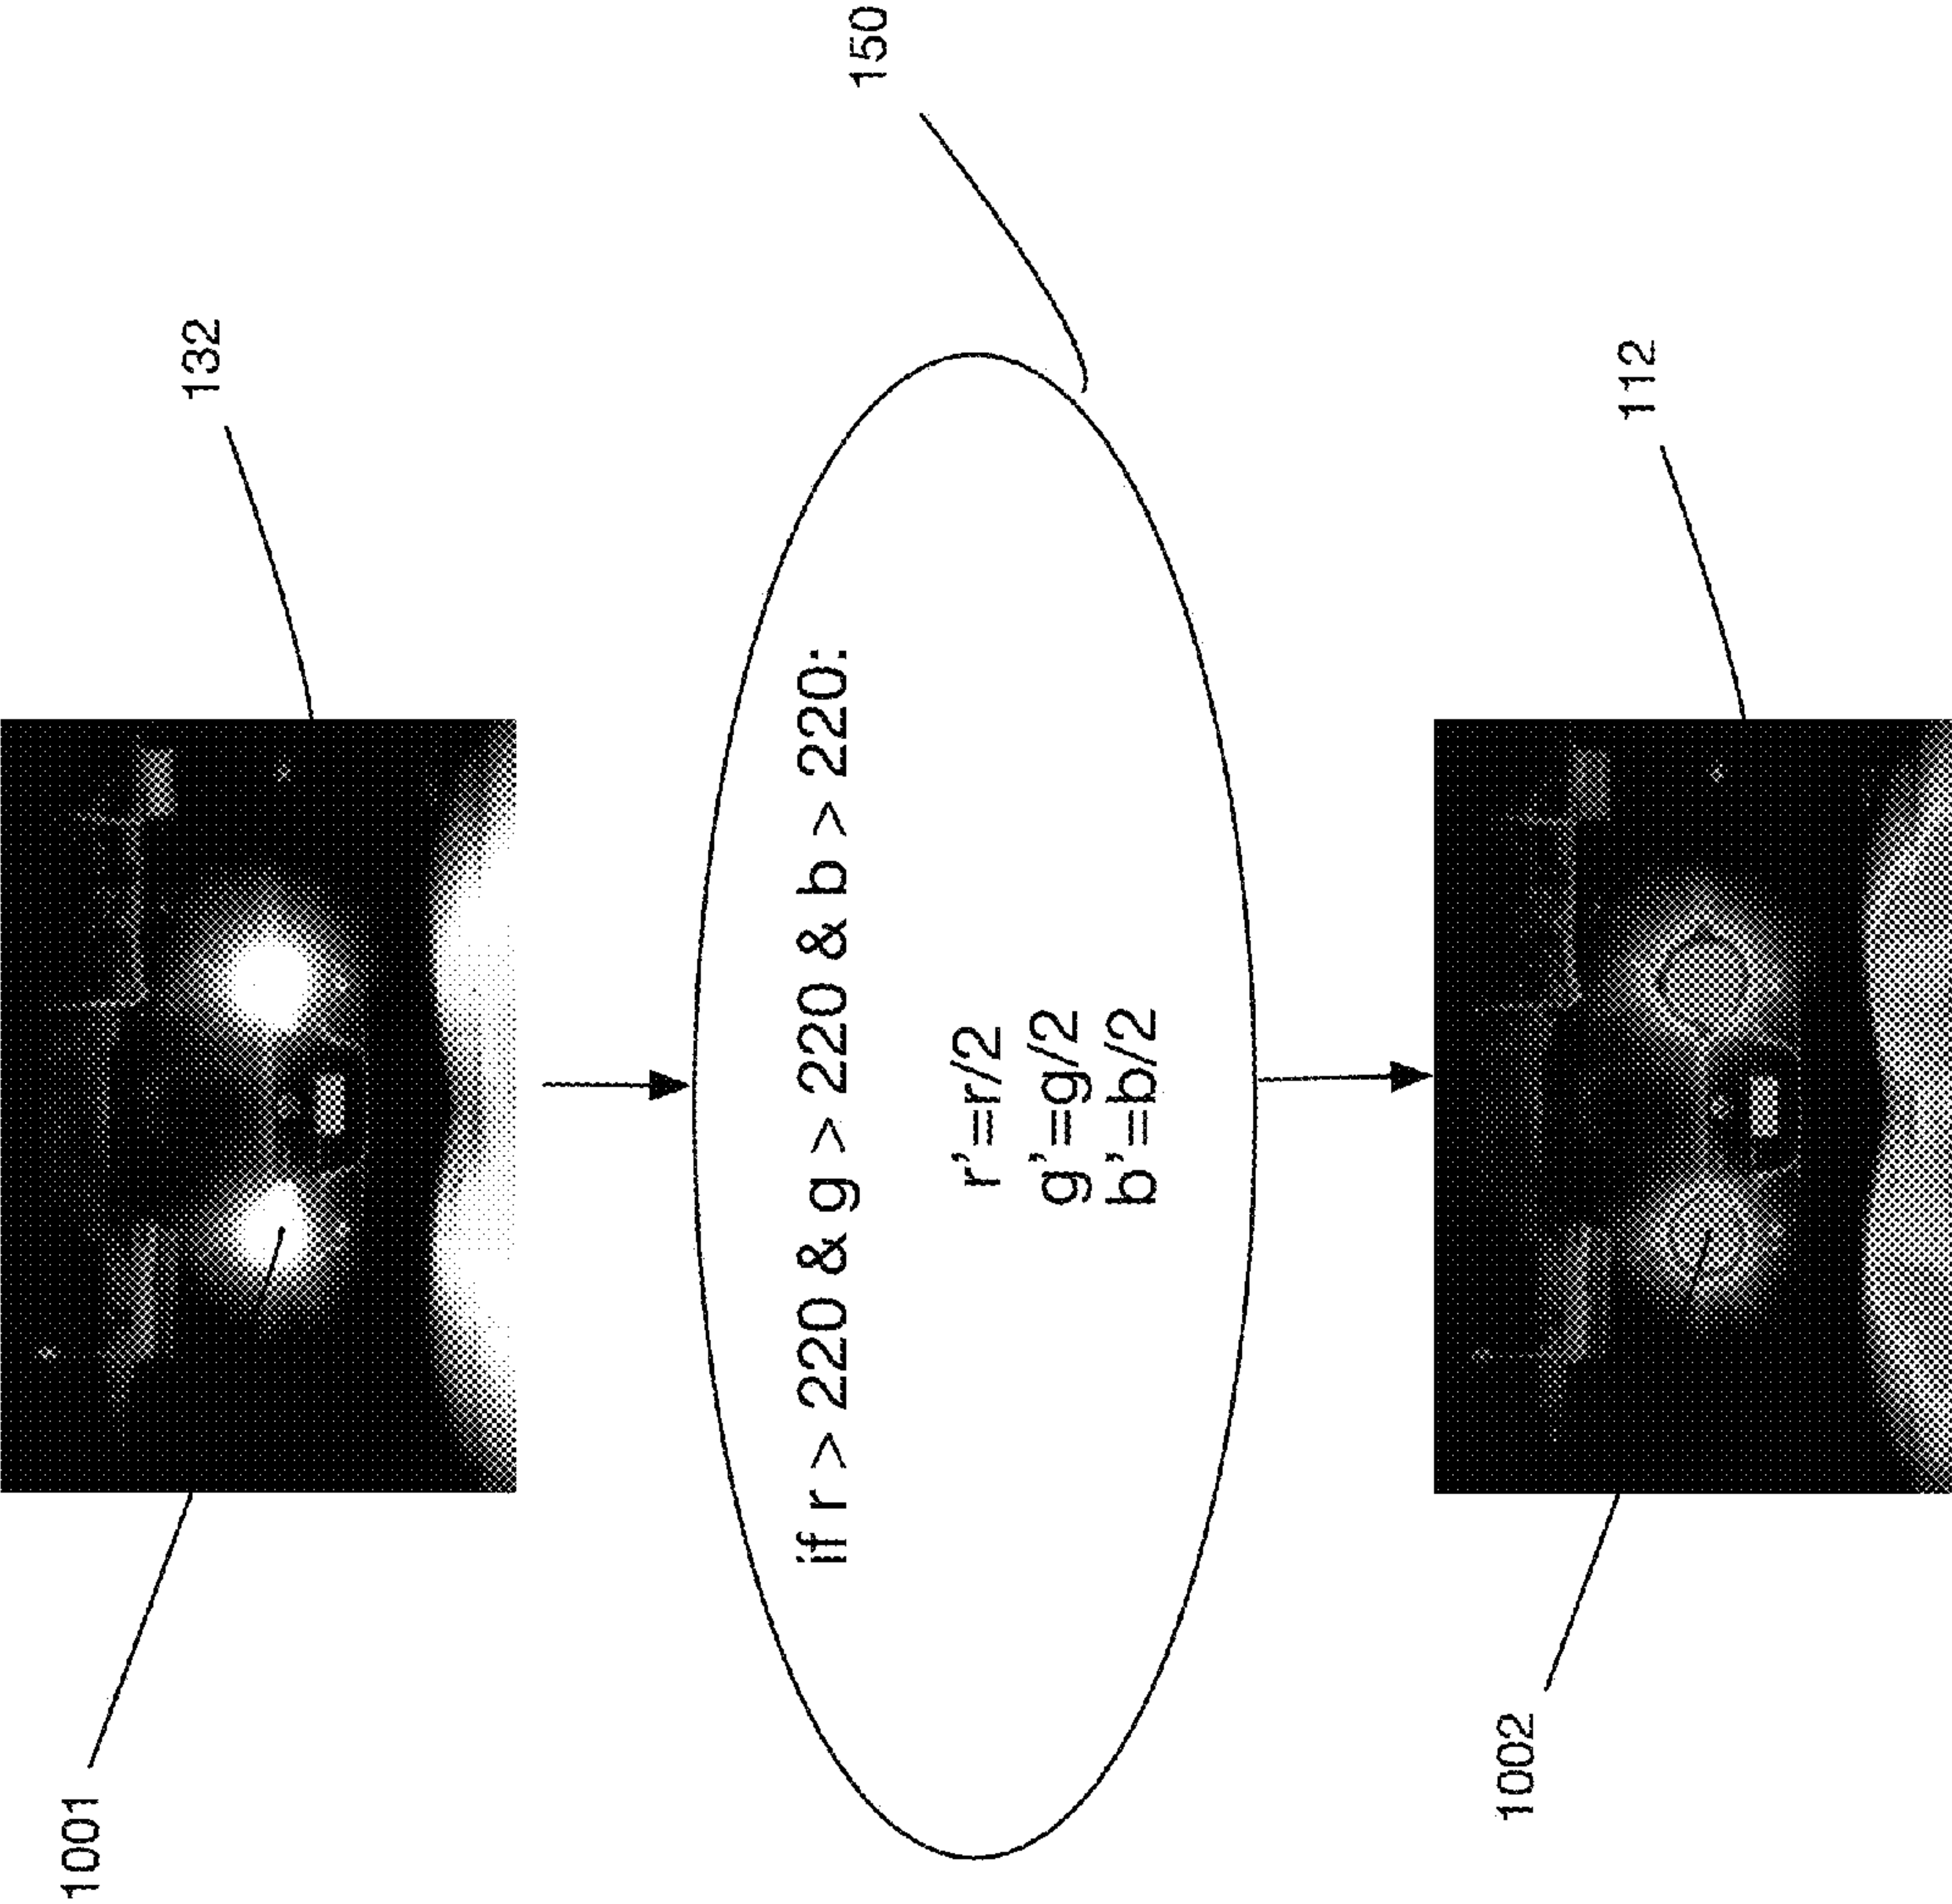 1001
132
150
if r > 220 & g > 220 & b > 220:
r'=r/2
g'=g/2
b'=b/2
1002
112